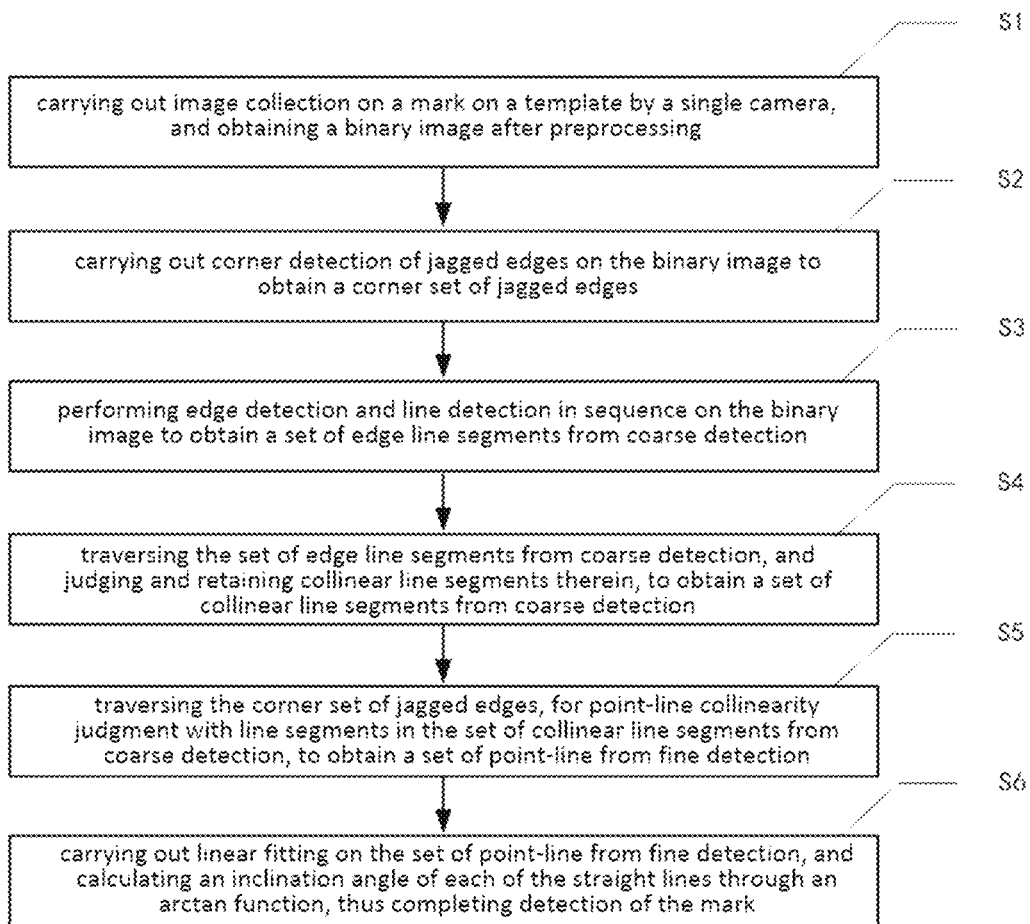 S1
carrying out image collection on a mark on a template by a single camera,
and obtaining a binary image after preprocessing
S2
carrying out corner detection of jagged edges on the binary image to
obtain a corner set of jagged edges
S3
performing edge detection and line detection in sequence on the binary
image to obtain a set of edge line segments from coarse detection
S4
traversing the set of edge line segments from coarse detection, and
judging and retaining collinear line segments therein, to obtain a set of
collinear line segments from coarse detection
S5
traversing the corner set of jagged edges, for point-line collinearity
judgment with line segments in the set of collinear line segments from
coarse detection, to obtain a set of point-line from fine detection
S6
carrying out linear fitting on the set of point-line from fine detection, and
calculating an inclination angle of each of the straight lines through an
arctan function, thus completing detection of the mark